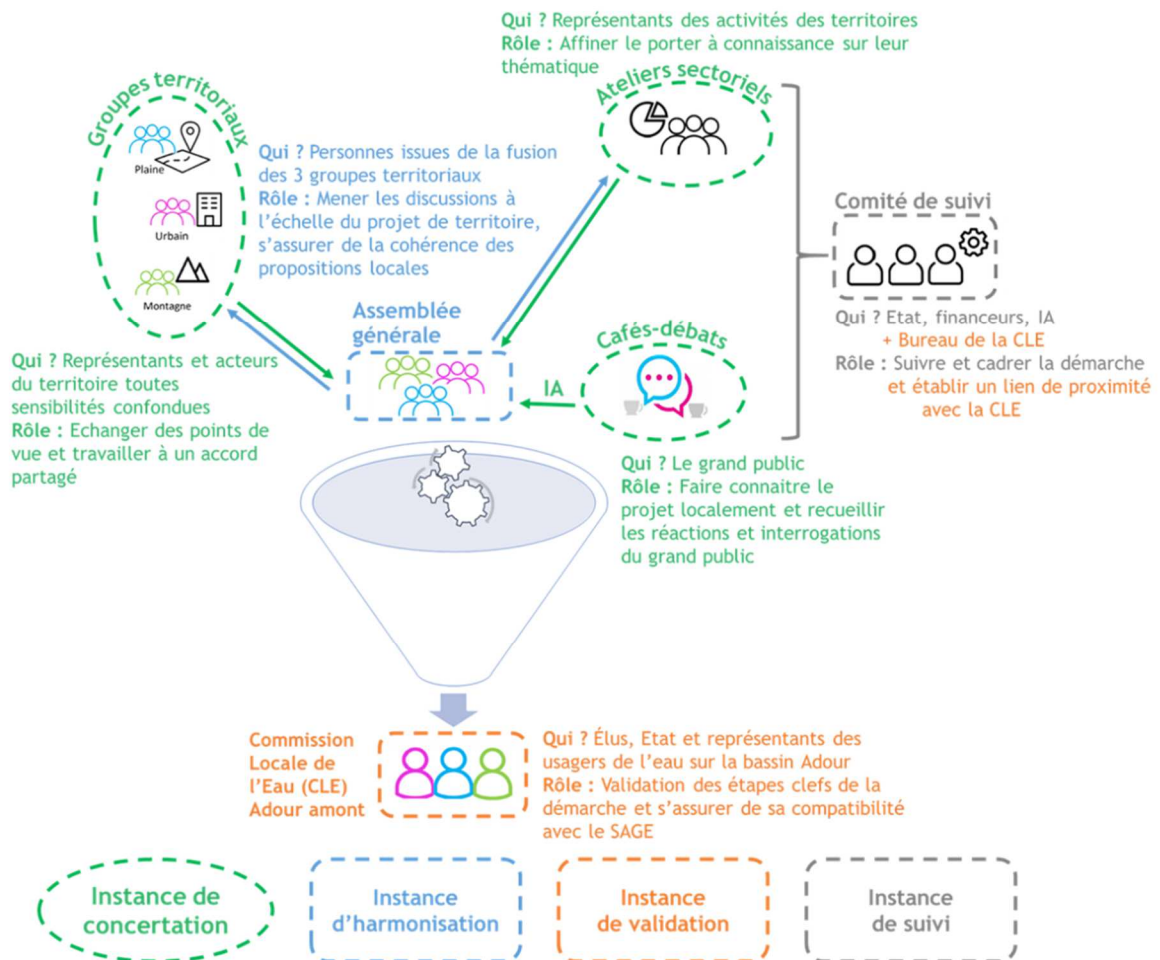 Qui ? Représentants des activités des territoires
Rôle : Affiner le porter à connaissance sur leur
thématique
Ateliers sectoriels
Groupes territoriaux
Plaine
Urbain
Montagne
Qui ? Personnes issues de la fusion
des 3 groupes territoriaux
Rôle : Mener les discussions à
l'échelle du projet de territoire,
s'assurer de la cohérence des
propositions locales
Comité de suivi
Qui ? Etat, financeurs, IA
+ Bureau de la CLE
Rôle : Suivre et cadrer la démarche
et établir un lien de proximité
avec la CLE
Assemblée
générale
Cafés-débats
IA
Qui ? Représentants et acteurs
du territoire toutes
sensibilités confondues
Rôle : Echanger des points de
vue et travailler à un accord
partagé
Qui ? Le grand public
Rôle : Faire connaitre le
projet localement et recueillir
les réactions et interrogations
du grand public
Commission
Locale de
l'Eau (CLE)
Adour amont
Qui ? Élus, Etat et représentants des
usagers de l'eau sur la bassin Adour
Rôle : Validation des étapes clefs de la
démarche et s'assurer de sa compatibilité
avec le SAGE
Instance de
concertation
Instance
d'harmonisation
Instance
de validation
Instance
de suivi